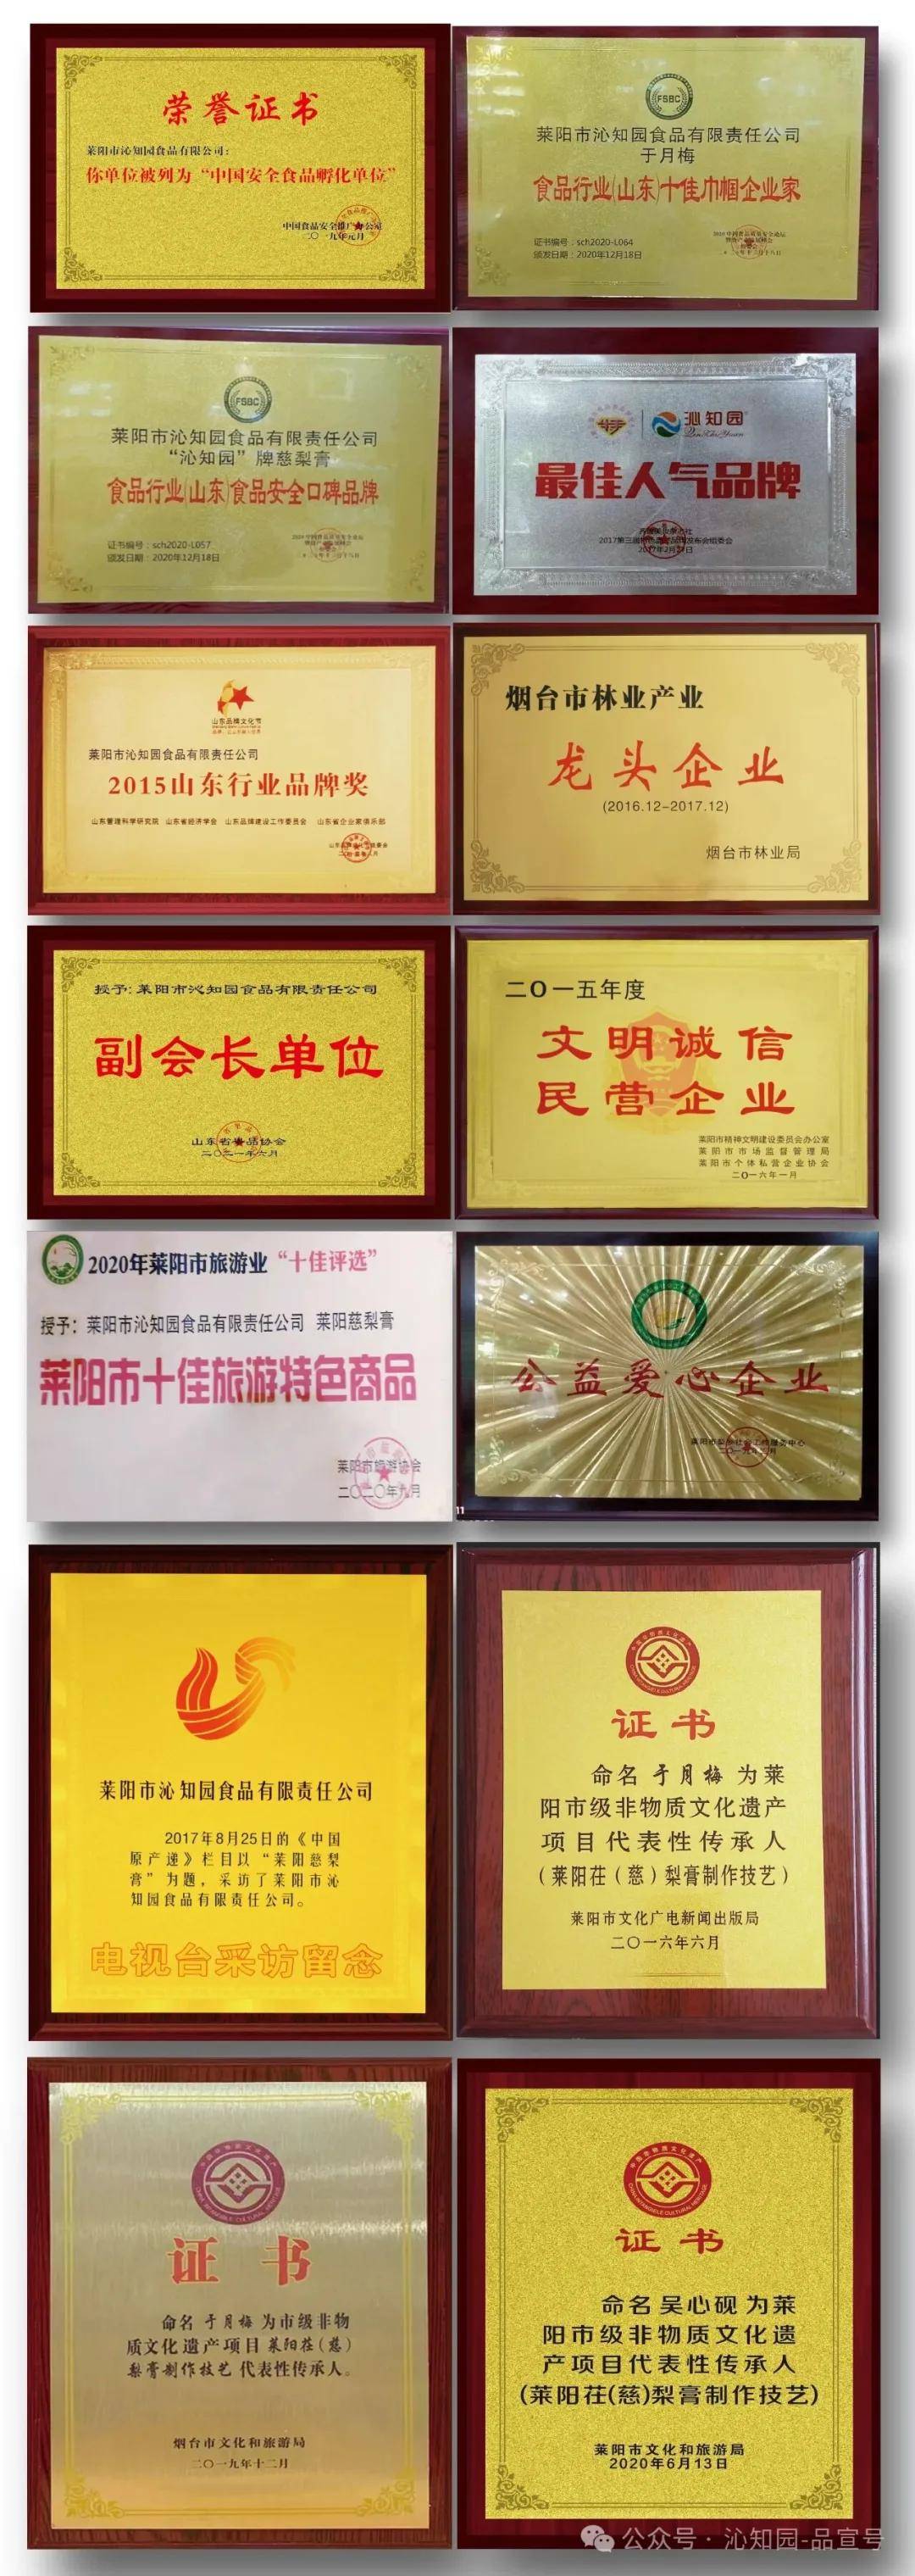 荣誉证书
莱阳市沁知园食品有限公司：
你单位被列为“中国安全食品孵化单位”
中国食品安全推广办公室
二〇一九年元月
FSBC
莱阳市沁知园食品有限责任公司
于月梅
食品行业(山东)十佳巾帼企业家
证书编号：sch2020-L064
颁发日期：2020年12月18日
FSBC
莱阳市沁知园食品有限责任公司
“沁知园”牌慈梨膏
食品行业(山东)食品安全口碑品牌
证书编号：sch2020-L057
颁发日期：2020年12月18日
沁知园
Qin Zhi Yuan
最佳人气品牌
山东品牌文化节
莱阳市沁知园食品有限责任公司
2015山东行业品牌奖
山东管理科学研究院 山东省经济学会 山东品牌建设工作委员会 山东省企业家俱乐部
烟台市林业产业
龙头企业
(2016.12-2017.12)
烟台市林业局
授予：莱阳市沁知园食品有限责任公司
副会长单位
二〇二一年六月
二〇一五年度
文明诚信
民营企业
莱阳市精神文明建设委员会办公室
莱阳市市场监督管理局
莱阳市个体私营企业协会
二〇一六年一月
2020年莱阳市旅游业“十佳评选”
授予：莱阳市沁知园食品有限责任公司 莱阳慈梨膏
莱阳市十佳旅游特色商品
莱阳市旅游协会
二〇二〇年九月
公益爱心企业
11
莱阳市沁知园食品有限责任公司
2017年8月25日的《中国
原产递》栏目以“莱阳慈梨
膏”为题，采访了莱阳市沁
知园食品有限责任公司。
电视台采访留念
证书
命名 于月梅 为莱
阳市级非物质文化遗产
项目代表性传承人
（莱阳茌（慈）梨膏制作技艺）
莱阳市文化广电新闻出版局
二〇一六年六月
证书
命名 于月梅 为市级非物
质文化遗产项目 莱阳茌（慈）
梨膏制作技艺 代表性传承人。
烟台市文化和旅游局
二〇一九年十二月
证书
命名 吴心砚 为莱
阳市级非物质文化遗
产项目代表性传承人
(莱阳茌(慈)梨膏制作技艺)
莱阳市文化和旅游局
2020年6月13日
公众号·沁知园-品宣号